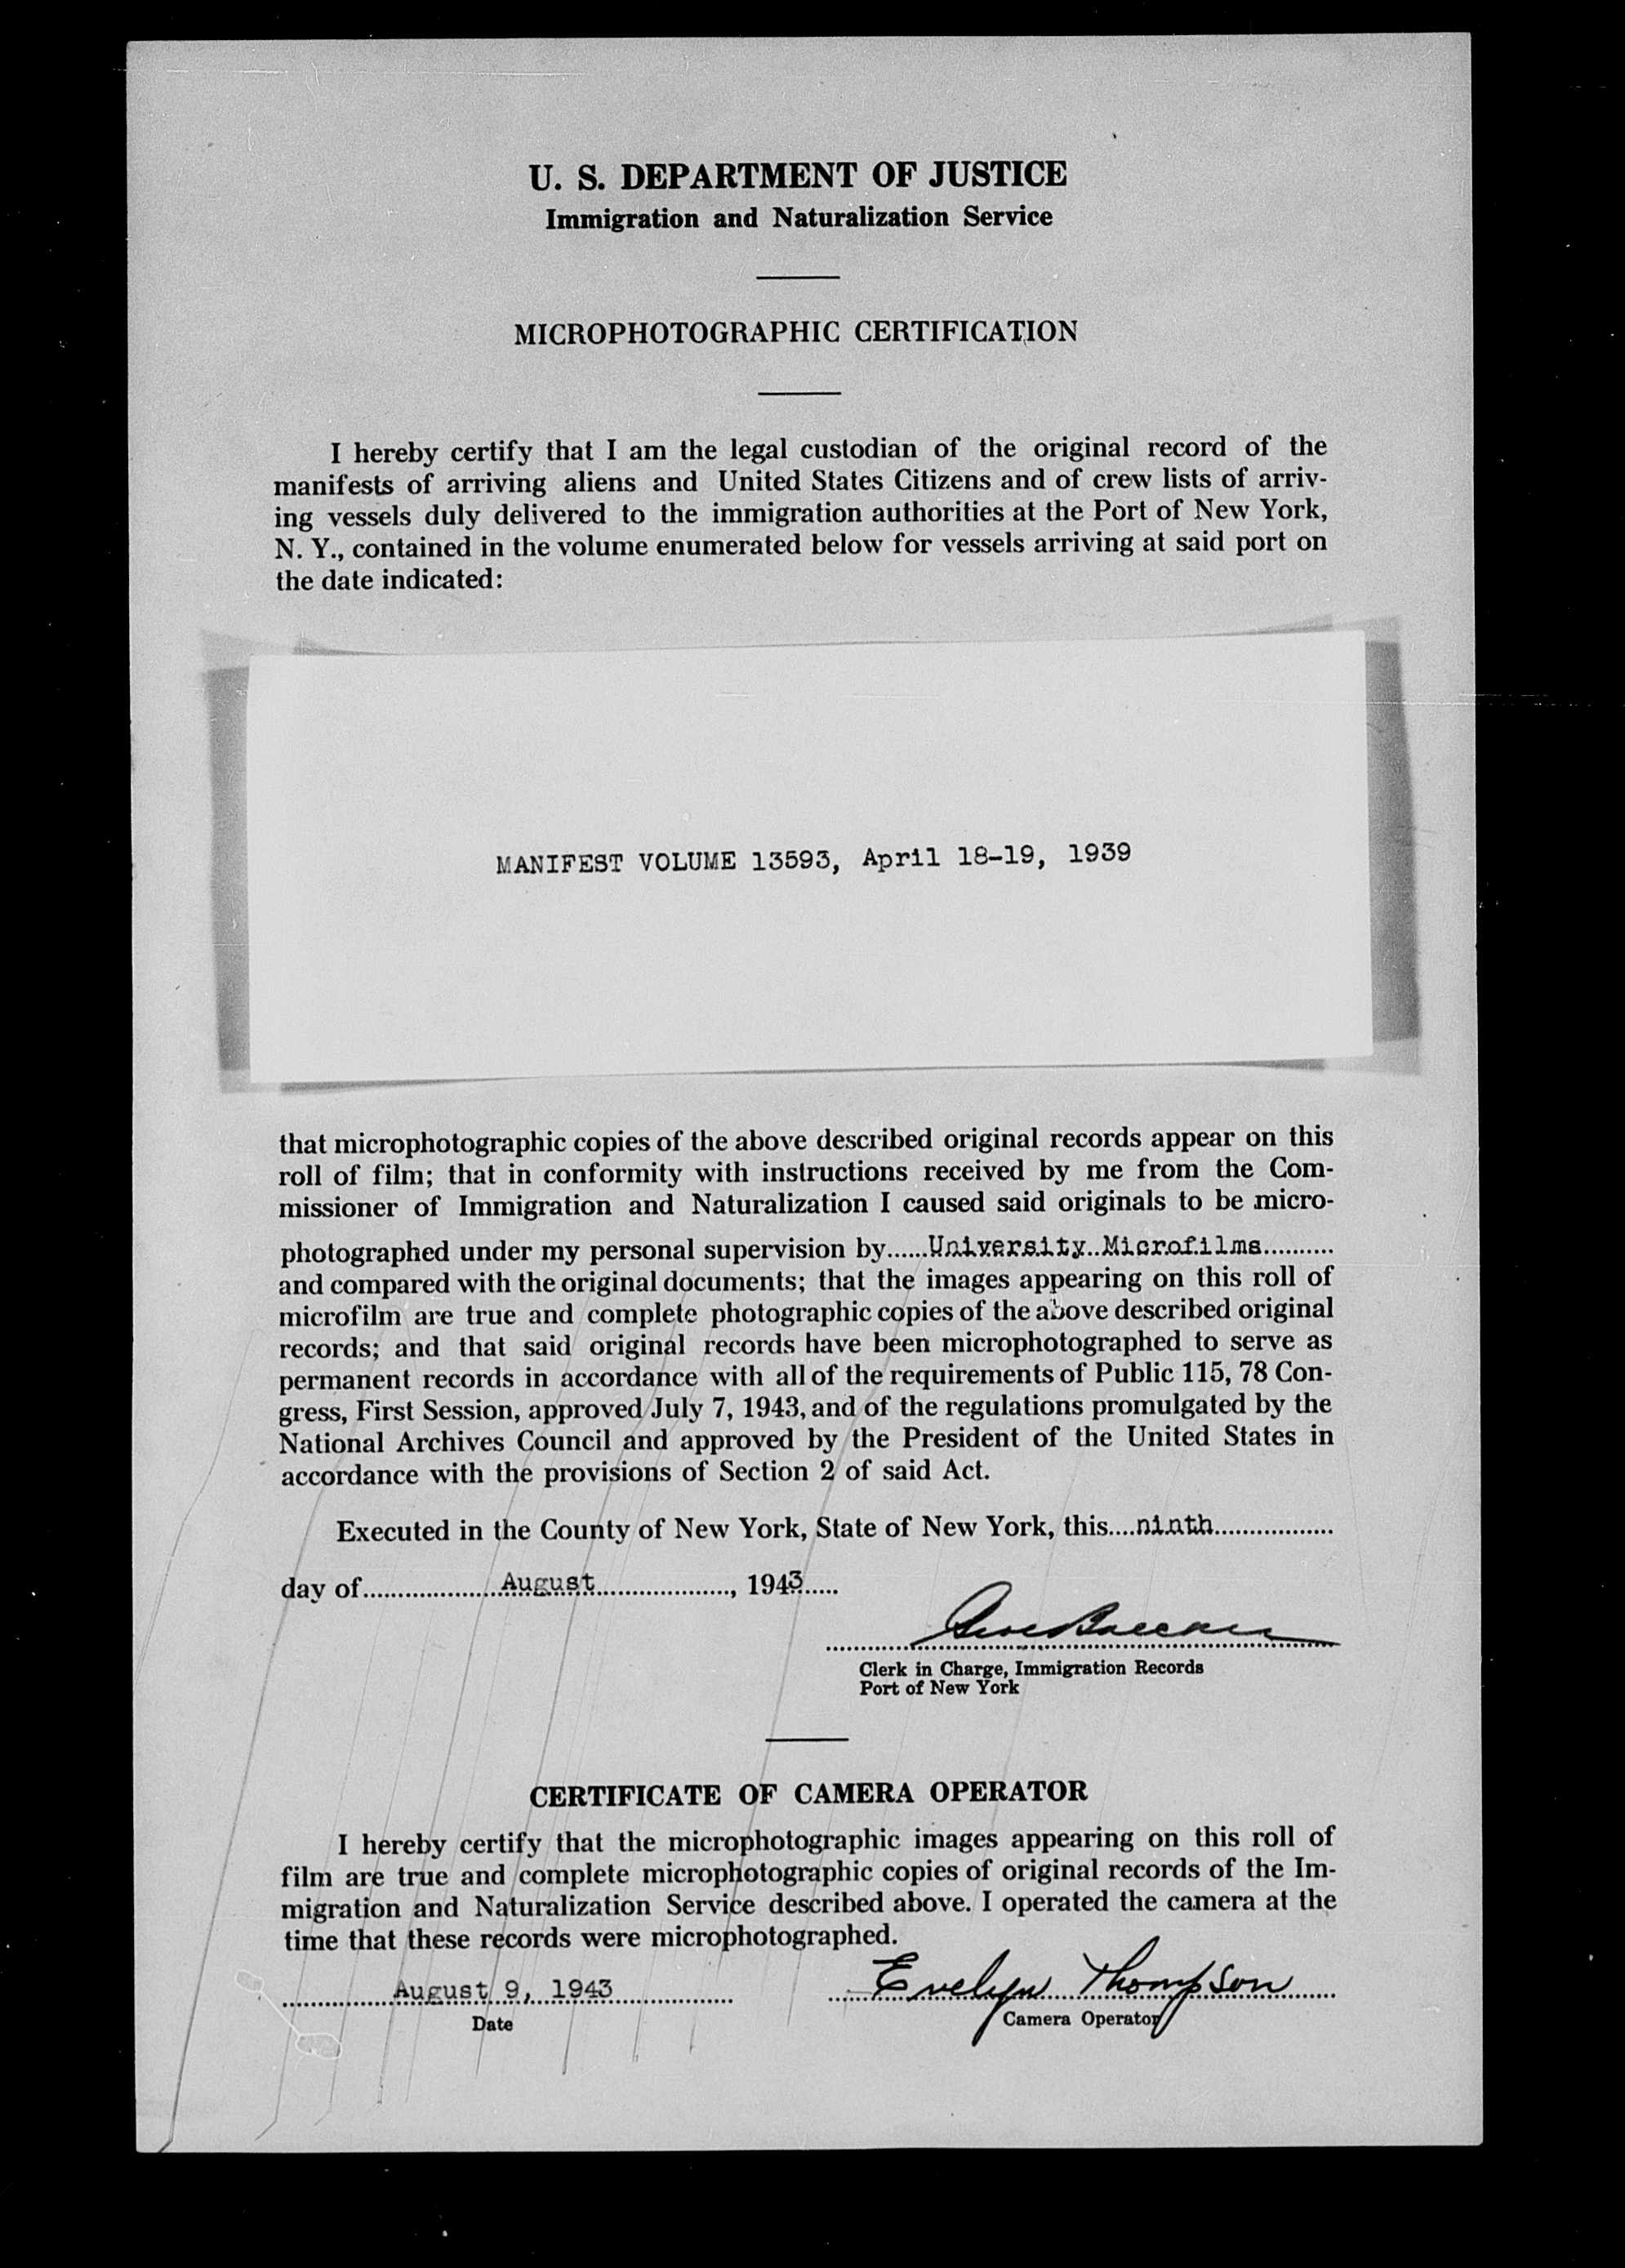 U. S. DEPARTMENT OF JUSTICE
Immigration and Naturalization Service
MICROPHOTOGRAPHIC CERTIFICATION
I hereby certify that I am the legal custodian of the original record of the
manifests of arriving aliens and United States Citizens and of crew lists of arriv-
ing vessels duly delivered to the immigration authorities at the Port of New York,
N. Y., contained in the volume enumerated below for vessels arriving at said port on
the date indicated:
MANIFEST VOLUME 13593, April 18-19, 1939
that microphotographic copies of the above described original records appear on this
roll of film; that in conformity with instructions received by me from the Com-
missioner of Immigration and Naturalization I caused said originals to be micro-
photographed under my personal supervision by......University Microfilms..........
and compared with the original documents; that the images appearing on this roll of
microfilm are true and complete photographic copies of the above described original
records; and that said original records have been microphotographed to serve as
permanent records in accordance with all of the requirements of Public 115, 78 Con-
gress, First Session, approved July 7, 1943, and of the regulations promulgated by the
National Archives Council and approved by the President of the United States in
accordance with the provisions of Section 2 of said Act.
Executed in the County of New York, State of New York, this....ninth.................
day of....................August...................., 1943.....
Clerk in Charge, Immigration Records
Port of New York
CERTIFICATE OF CAMERA OPERATOR
I hereby certify that the microphotographic images appearing on this roll of
film are true and complete microphotographic copies of original records of the Im-
migration and Naturalization Service described above. I operated the camera at the
time that these records were microphotographed.
August 9, 1943 Evelyn Thompson
Date Camera Operator